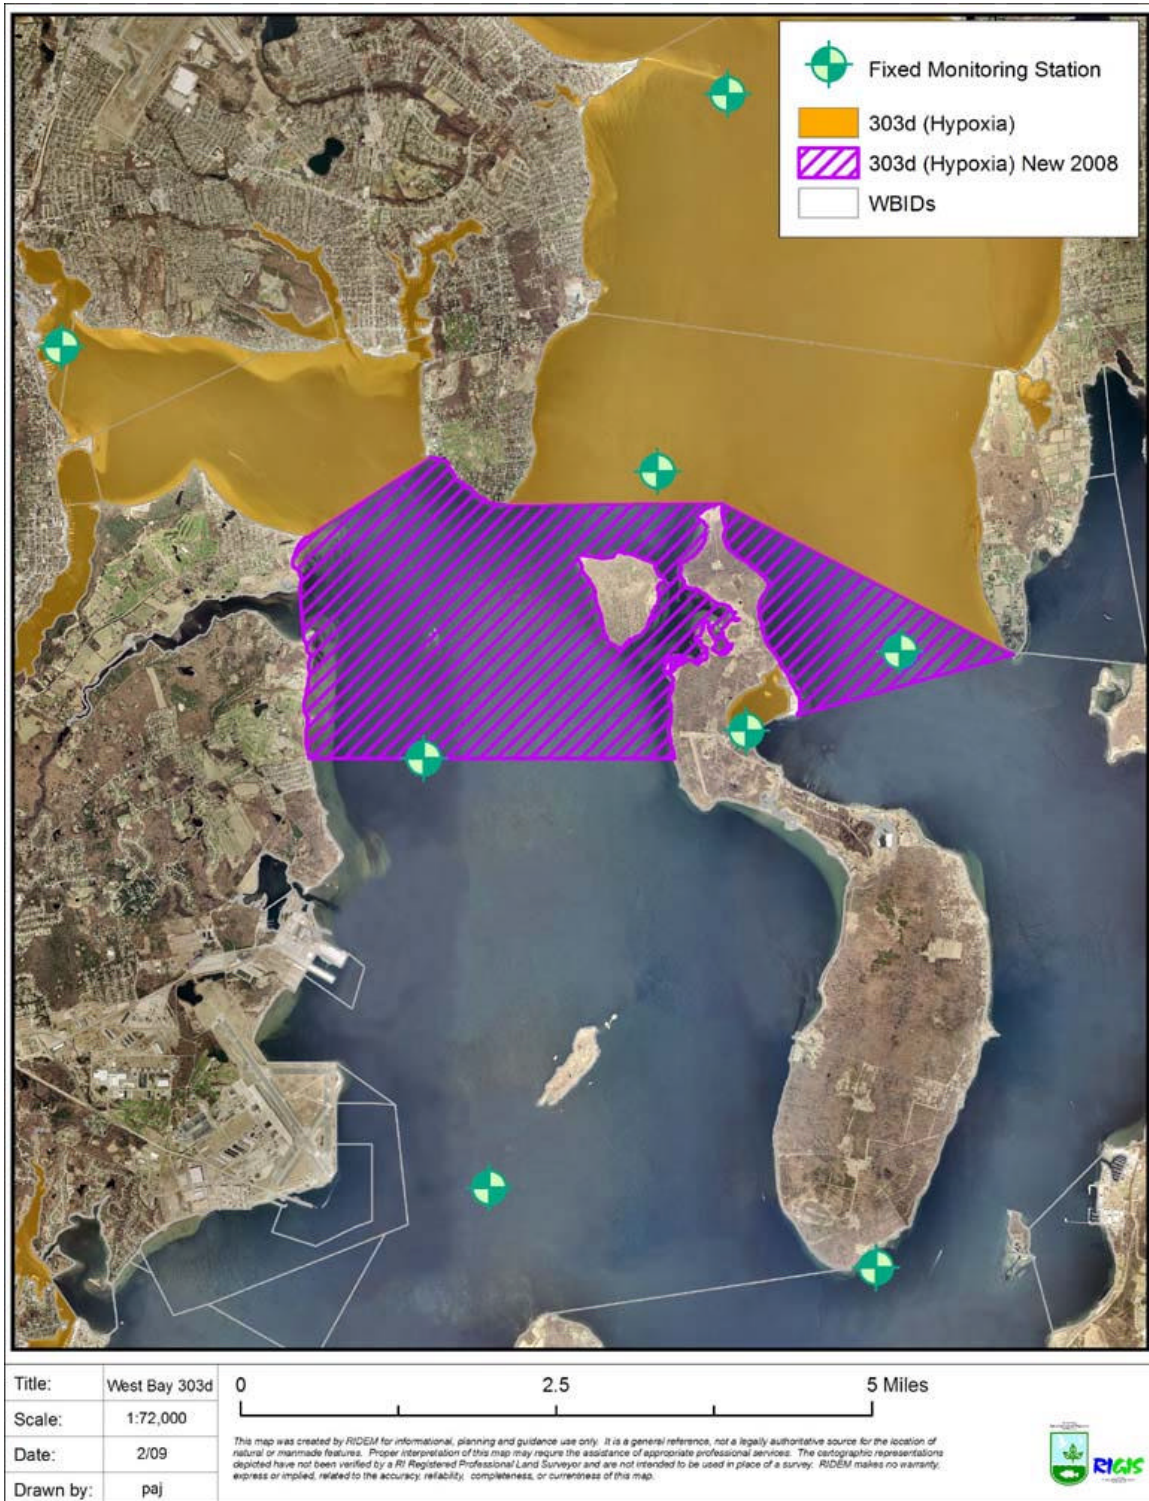 Fixed Monitoring Station
303d (Hypoxia)
303d (Hypoxia) New 2008
WBIDs
Title: West Bay 303d
Scale: 1:72,000
Date: 2/09
Drawn by: paj
0 2.5 5 Miles
This map was created by RIDEM for informational, planning and guidance use only. It is a general reference, not a legally authoritative source for the location of
natural or manmade features. Proper interpretation of this map may require the assistance of appropriate professional services. The cartographic representations
depicted have not been verified by a RI Registered Professional Land Surveyor and are not intended to be used in place of a survey. RIDEM makes no warranty,
express or implied, related to the accuracy, reliability, completeness, or currentness of this map.
RIGIS